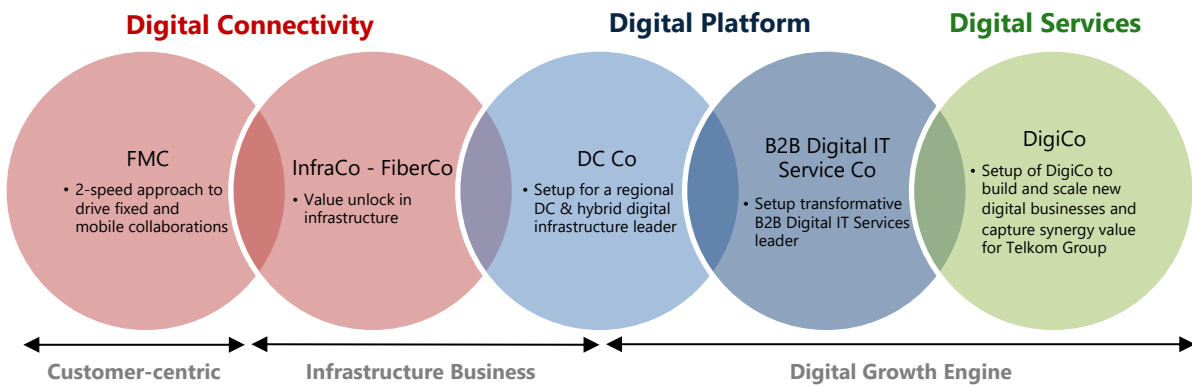 Digital Connectivity
Digital Platform
Digital Services
FMC
• 2-speed approach to
drive fixed and
mobile collaborations
InfraCo - FiberCo
• Value unlock in
infrastructure
DC Co
• Setup for a regional
DC & hybrid digital
infrastructure leader
B2B Digital IT
Service Co
• Setup transformative
B2B Digital IT Services
leader
DigiCo
• Setup of DigiCo to
build and scale new
digital businesses and
capture synergy value
for Telkom Group
Customer-centric
Infrastructure Business
Digital Growth Engine